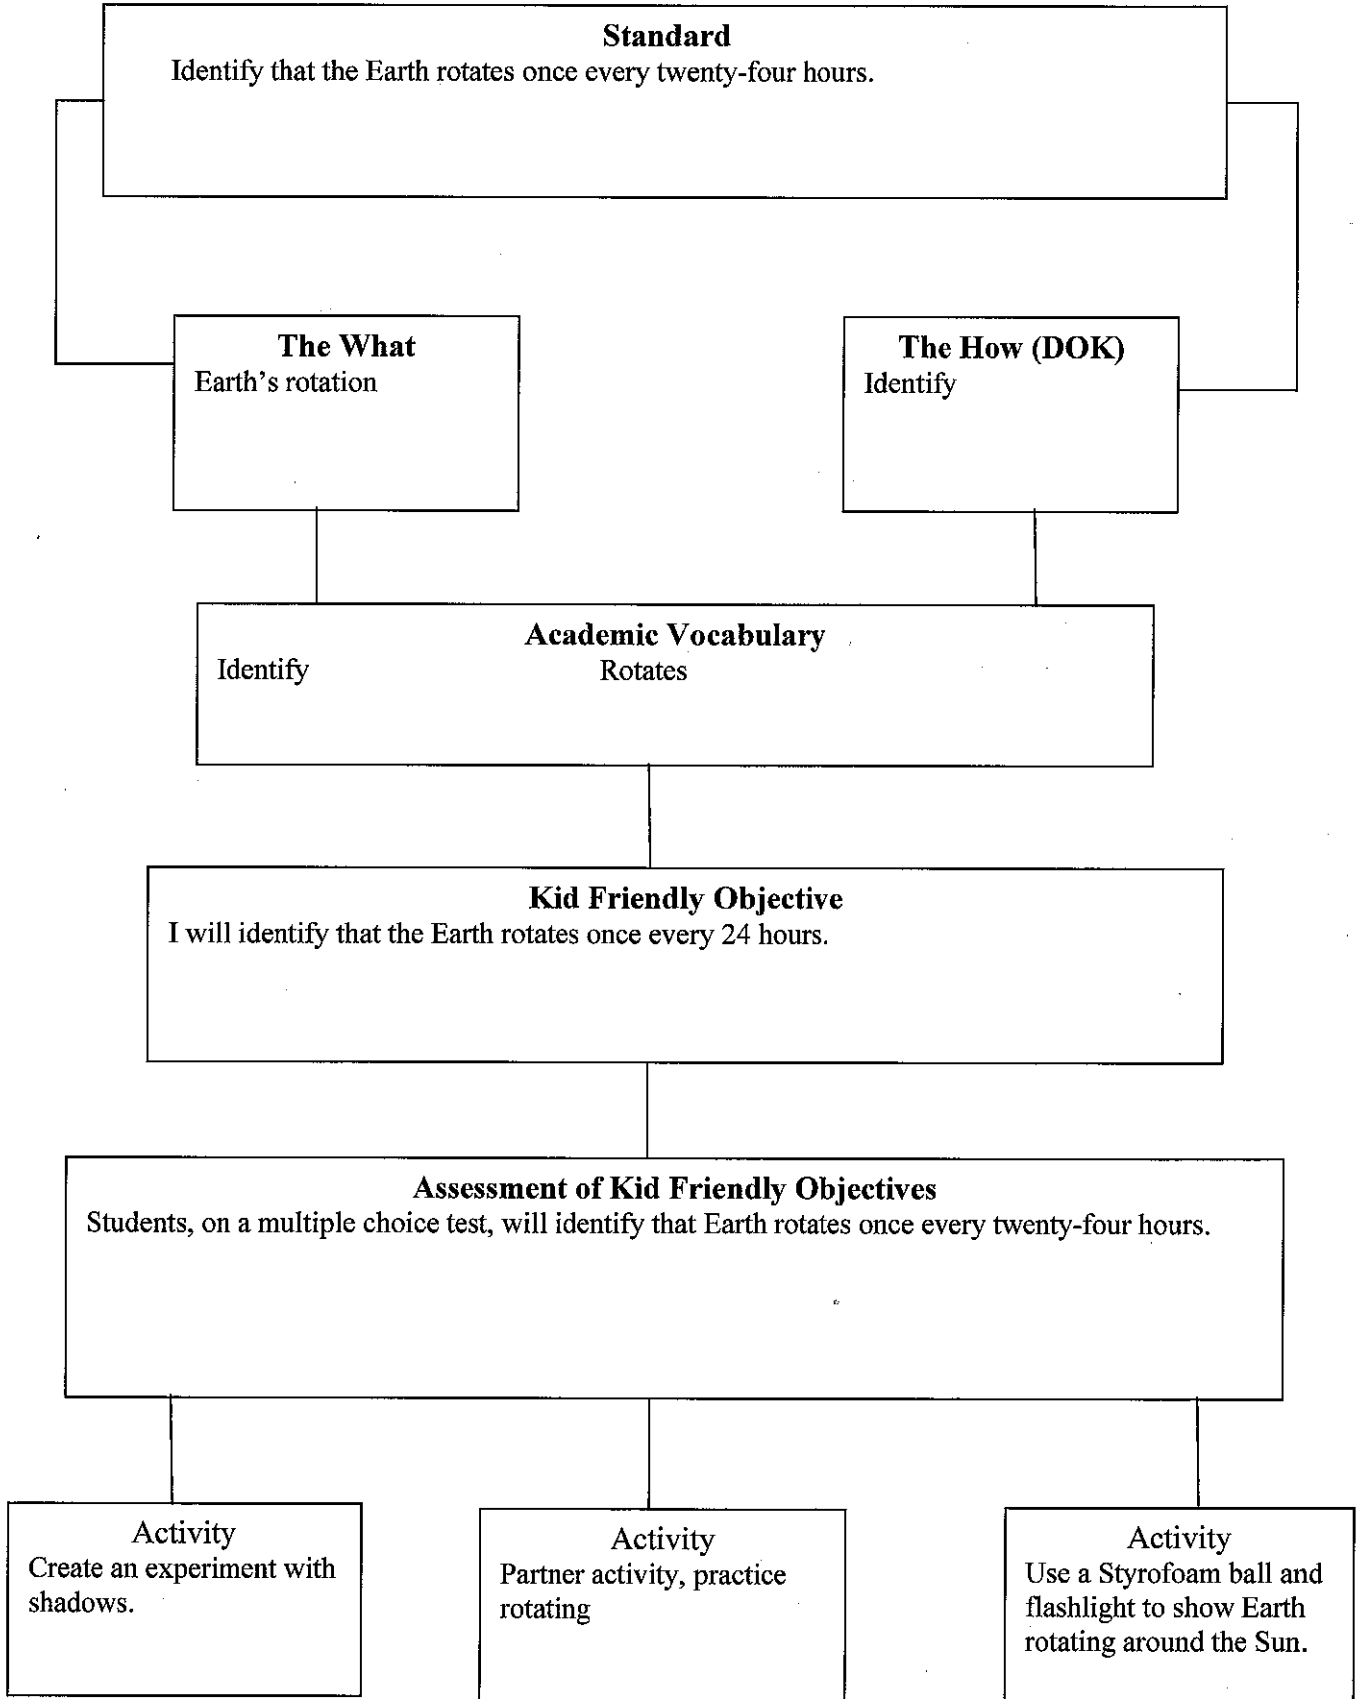 Standard
Identify that the Earth rotates once every twenty-four hours.
The What
Earth's rotation
The How (DOK)
Identify
Academic Vocabulary
Identify Rotates
Kid Friendly Objective
I will identify that the Earth rotates once every 24 hours.
Assessment of Kid Friendly Objectives
Students, on a multiple choice test, will identify that Earth rotates once every twenty-four hours.
Activity
Create an experiment with
shadows.
Activity
Partner activity, practice
rotating
Activity
Use a Styrofoam ball and
flashlight to show Earth
rotating around the Sun.